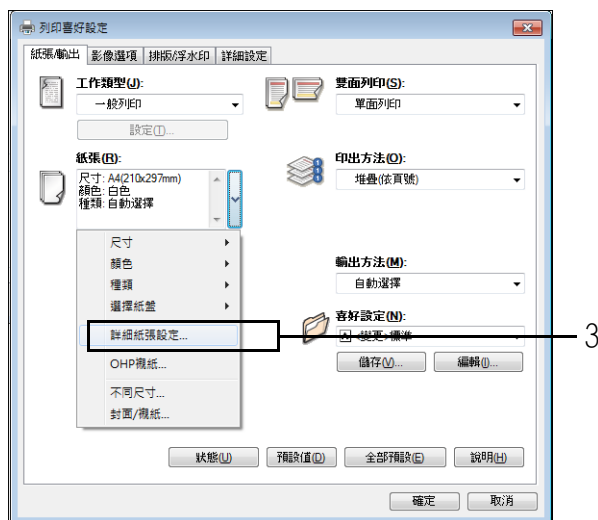 列印喜好設定
紙張/輸出 影像選項 排版/浮水印 詳細設定
工作類型(J):
一般列印
設定(T)...
紙張(R):
尺寸: A4(210x297mm)
顏色: 白色
種類: 自動選擇
尺寸
顏色
種類
選擇紙盤
詳細紙張設定...
OHP襯紙...
不同尺寸...
封面/襯紙...
雙面列印(S):
單面列印
印出方法(O):
堆疊(依頁號)
輸出方法(M):
自動選擇
喜好設定(N):
<變更>標準
儲存(V)... 編輯(I)...
3
狀態(U) 預設值(D) 全部預設(E) 說明(H)
確定 取消